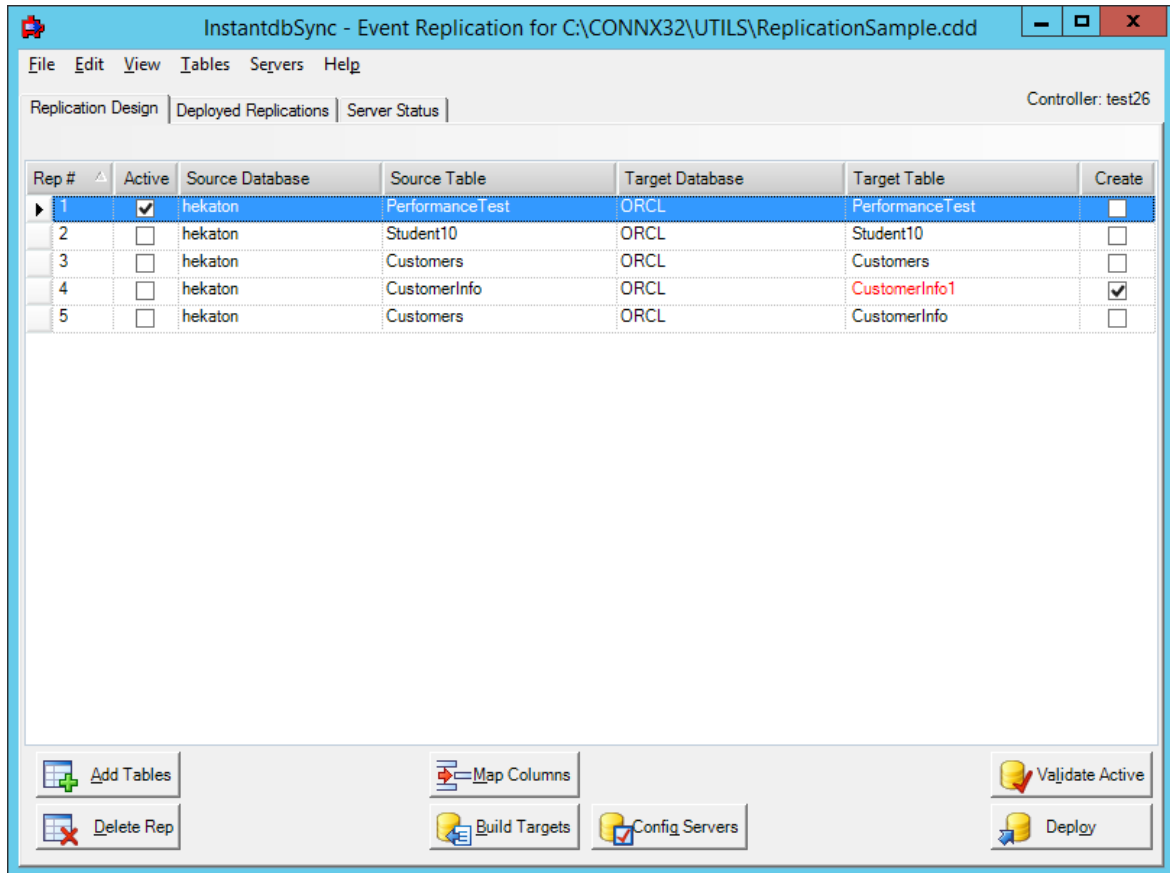 InstantdbSync - Event Replication for C:\CONNX32\UTILS\ReplicationSample.cdd
File Edit View Tables Servers Help
Replication Design Deployed Replications Server Status Controller: test26
Rep # Active Source Database Source Table Target Database Target Table Create
1 hekaton PerformanceTest ORCL PerformanceTest
2 hekaton Student10 ORCL Student10
3 hekaton Customers ORCL Customers
4 hekaton CustomerInfo ORCL CustomerInfo1
5 hekaton Customers ORCL CustomerInfo
Add Tables Map Columns Validate Active
Delete Rep Build Targets Config Servers Deploy